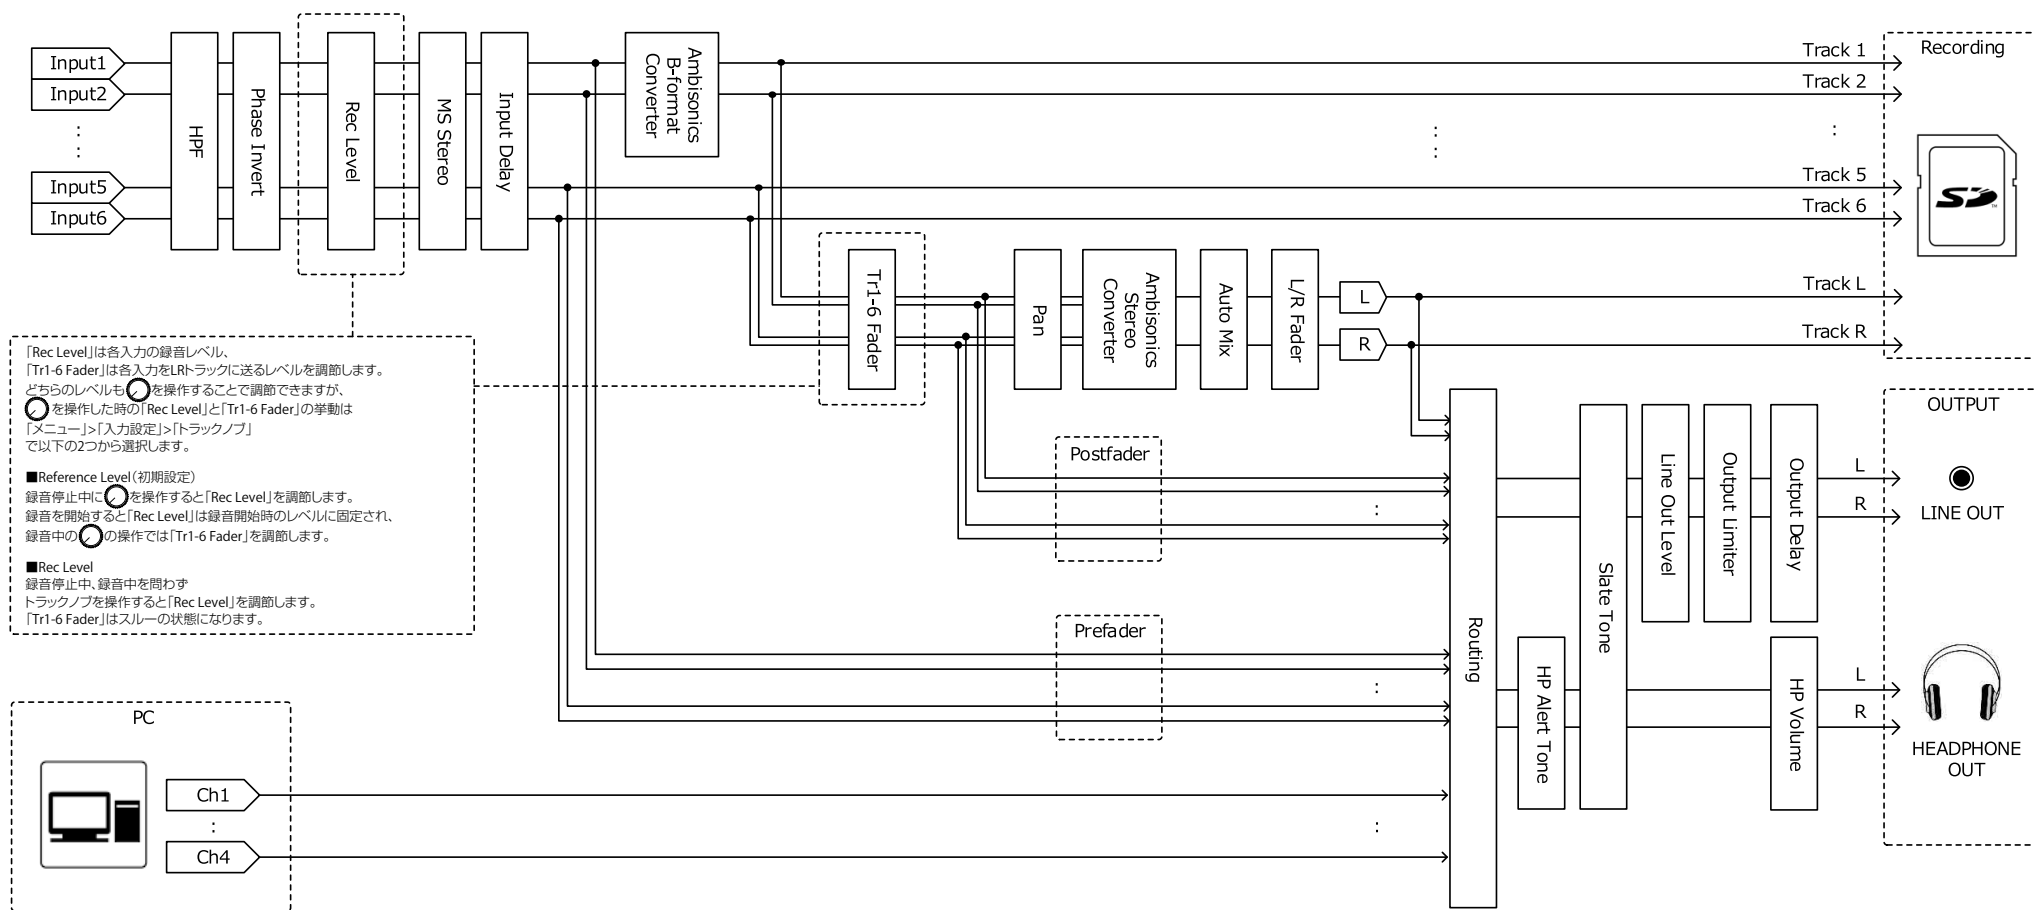 Input1
Input2
Input5
Input6
HPF
Phase Invert
Rec Level
MS Stereo
Input Delay
Ambisonics
B-format
Converter
Track 1
Track 2
Track 5
Track 6
Track L
Track R
Recording
SD
TM
Tr1-6 Fader
Pan
Ambisonics
Stereo
Converter
Auto Mix
L/R Fader
L
R
「Rec Level」は各入力の録音レベル、
「Tr1-6 Fader」は各入力をLRトラックに送るレベルを調節します。
どちらのレベルも を操作することで調節できますが、
を操作した時の「Rec Level」と「Tr1-6 Fader」の挙動は
「メニュー」>「入力設定」>「トラックノブ」
で以下の2つから選択します。
■Reference Level（初期設定）
録音停止中に を操作すると「Rec Level」を調節します。
録音を開始すると「Rec Level」は録音開始時のレベルに固定され、
録音中の の操作では「Tr1-6 Fader」を調節します。
■Rec Level
録音停止中、録音中を問わず
トラックノブを操作すると「Rec Level」を調節します。
「Tr1-6 Fader」はスルーの状態になります。
Postfader
Prefader
Routing
HP Alert Tone
Slate Tone
Line Out Level
Output Limiter
Output Delay
HP Volume
L
R
L
R
OUTPUT
LINE OUT
HEADPHONE
OUT
PC
Ch1
Ch4